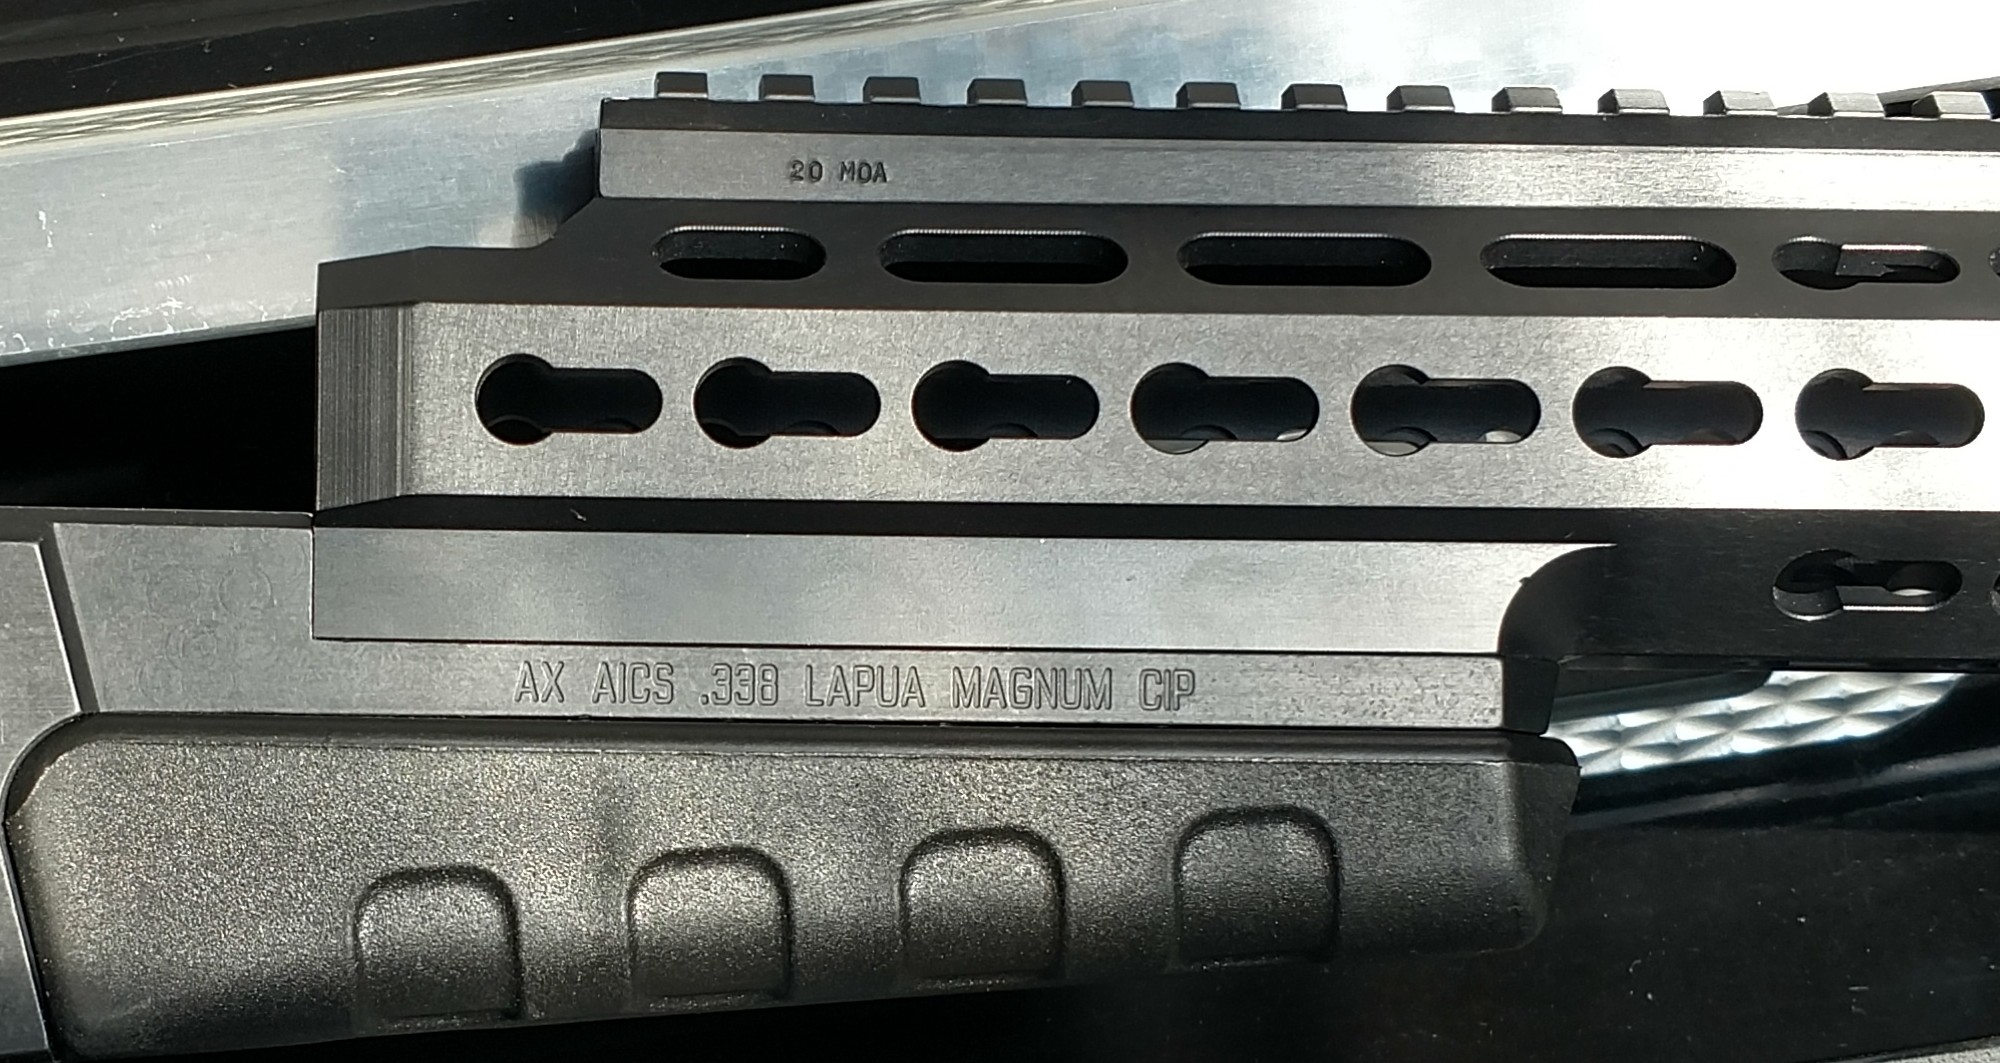 20 MOA
AX AICS .338 LAPUA MAGNUM CIP